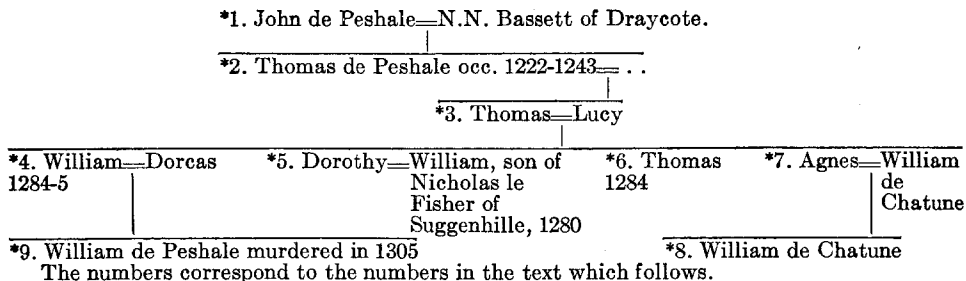 *1. John de Peshale=N.N. Bassett of Draycote.
*2. Thomas de Peshale occ. 1222-1243= . .
*3. Thomas=Lucy
*4. William=Dorcas *5. Dorothy=William, son of *6. Thomas *7. Agnes=William
1284-5 Nicholas le 1284 de
Fisher of Chatune
Suggenhille, 1280
*9. William de Peshale murdered in 1305 *8. William de Chatune
The numbers correspond to the numbers in the text which follows.